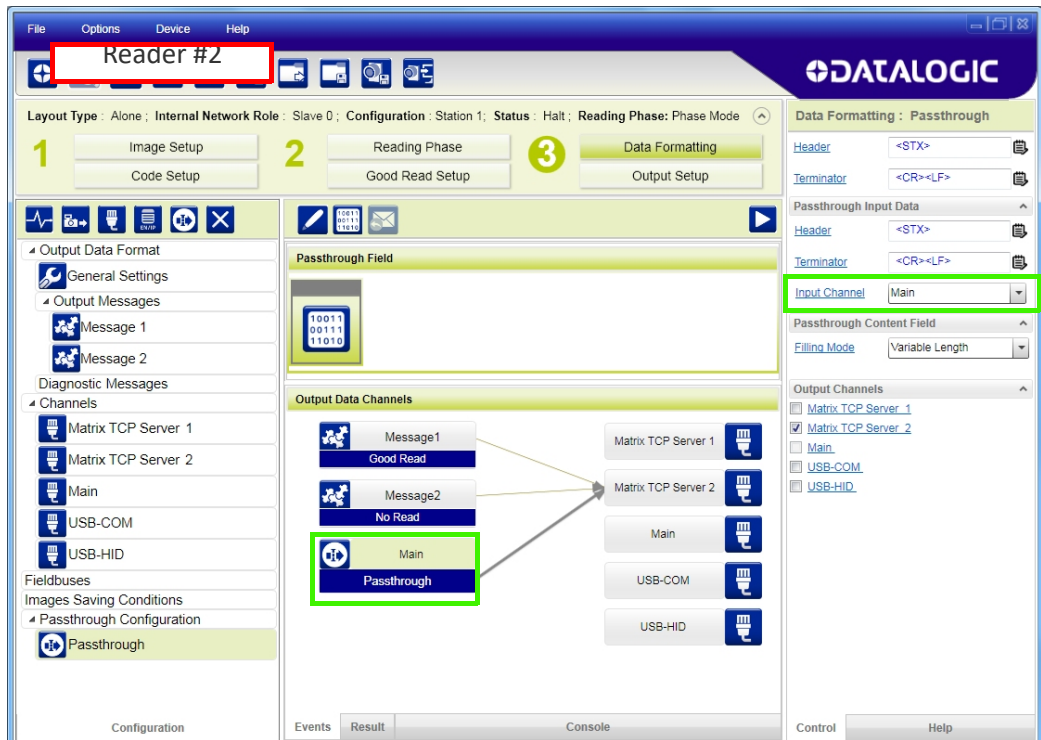 File Options Device Help
Reader #2
DATALOGIC
Layout Type : Alone ; Internal Network Role : Slave 0 ; Configuration : Station 1; Status : Halt ; Reading Phase: Phase Mode
1 Image Setup 2 Reading Phase 3 Data Formatting
Code Setup Good Read Setup Output Setup
EN/IP
Output Data Format
General Settings
Output Messages
Message 1
Message 2
Diagnostic Messages
Channels
Matrix TCP Server 1
Matrix TCP Server 2
Main
USB-COM
USB-HID
Fieldbuses
Images Saving Conditions
Passthrough Configuration
Passthrough
Configuration
10011
00111
11010
Passthrough Field
10011
00111
11010
Output Data Channels
Message1
Good Read
Message2
No Read
Main
Passthrough
Matrix TCP Server 1
Matrix TCP Server 2
Main
USB-COM
USB-HID
Events Result Console
Data Formatting : Passthrough
Header <STX>
Terminator <CR><LF>
Passthrough Input Data
Header <STX>
Terminator <CR><LF>
Input Channel Main
Passthrough Content Field
Filling Mode Variable Length
Output Channels
Matrix TCP Server 1
Matrix TCP Server 2
Main
USB-COM
USB-HID
Control Help